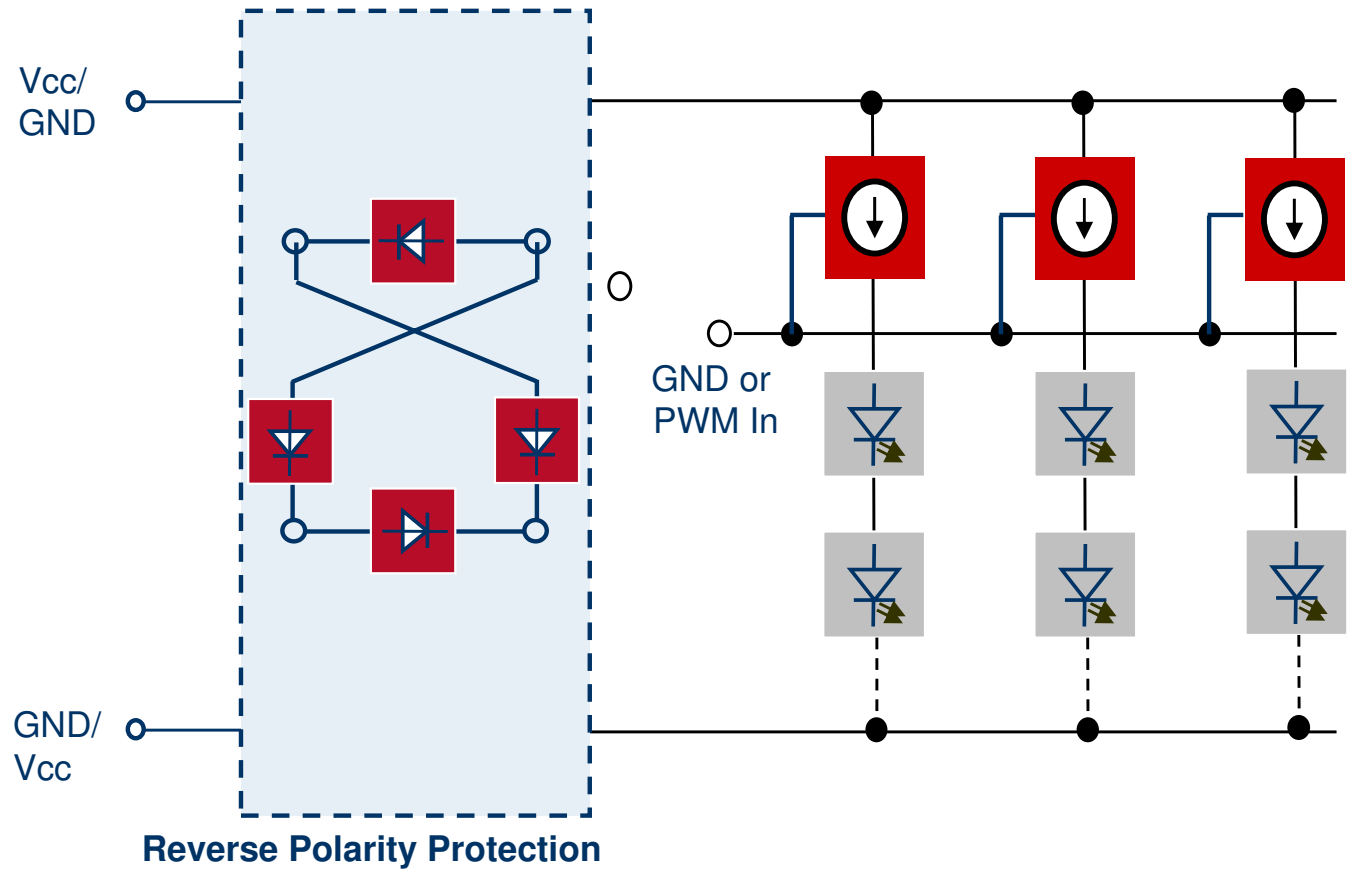 Vcc/
GND
GND or
PWM In
GND/
Vcc
Reverse Polarity Protection